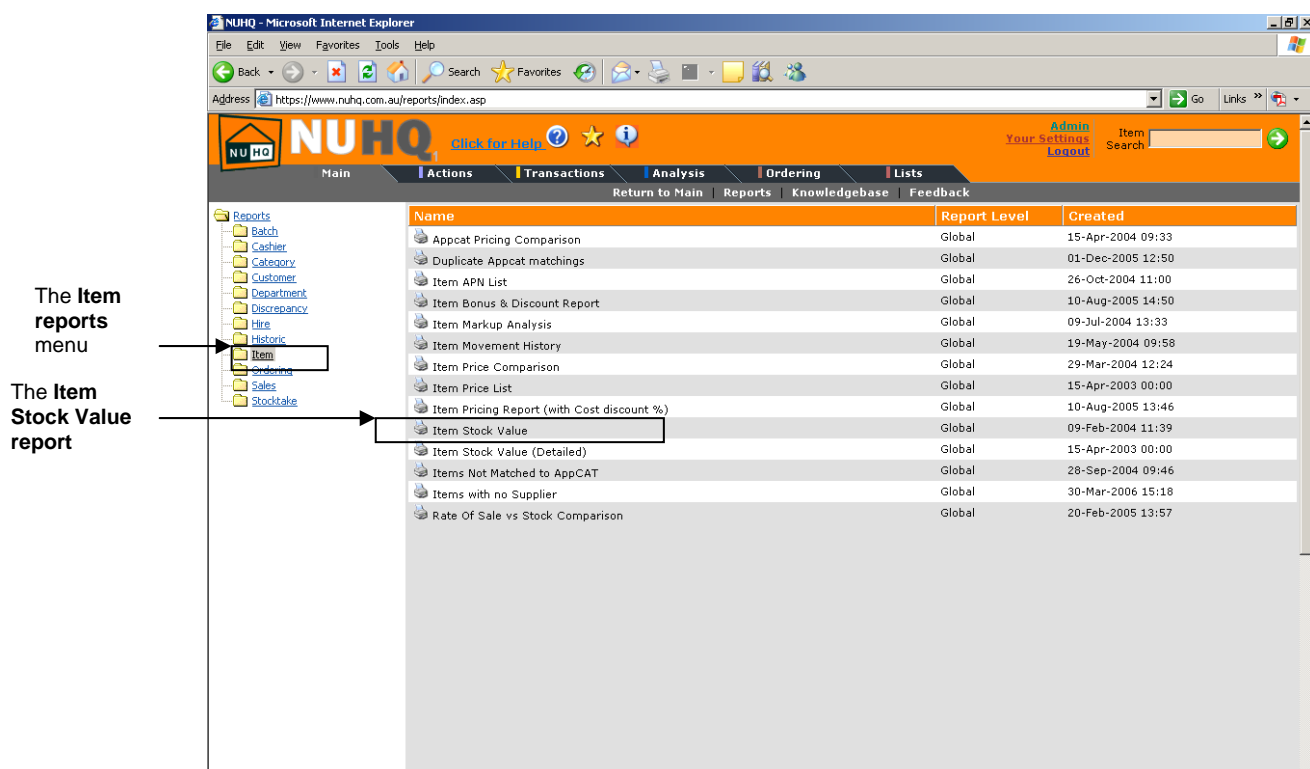 NUHQ - Microsoft Internet Explorer
File Edit View Favorites Tools Help
Back Search Favorites
Address https://www.nuhq.com.au/reports/index.asp Go Links »
NU HQ NUHQ 1 Click for Help ? i Admin
Your Settings
Logout
Item
Search
Main Actions Transactions Analysis Ordering Lists
Return to Main | Reports | Knowledgebase | Feedback
Reports
Batch
Cashier
Category
Customer
Department
Discrepancy
Hire
Historic
Item
Ordering
Sales
Stocktake
Name Report Level Created
Appcat Pricing Comparison Global 15-Apr-2004 09:33
Duplicate Appcat matchings Global 01-Dec-2005 12:50
Item APN List Global 26-Oct-2004 11:00
Item Bonus & Discount Report Global 10-Aug-2005 14:50
Item Markup Analysis Global 09-Jul-2004 13:33
Item Movement History Global 19-May-2004 09:58
Item Price Comparison Global 29-Mar-2004 12:24
Item Price List Global 15-Apr-2003 00:00
Item Pricing Report (with Cost discount %) Global 10-Aug-2005 13:46
Item Stock Value Global 09-Feb-2004 11:39
Item Stock Value (Detailed) Global 15-Apr-2003 00:00
Items Not Matched to AppCAT Global 28-Sep-2004 09:46
Items with no Supplier Global 30-Mar-2006 15:18
Rate Of Sale vs Stock Comparison Global 20-Feb-2005 13:57
The Item
reports
menu
The Item
Stock Value
report